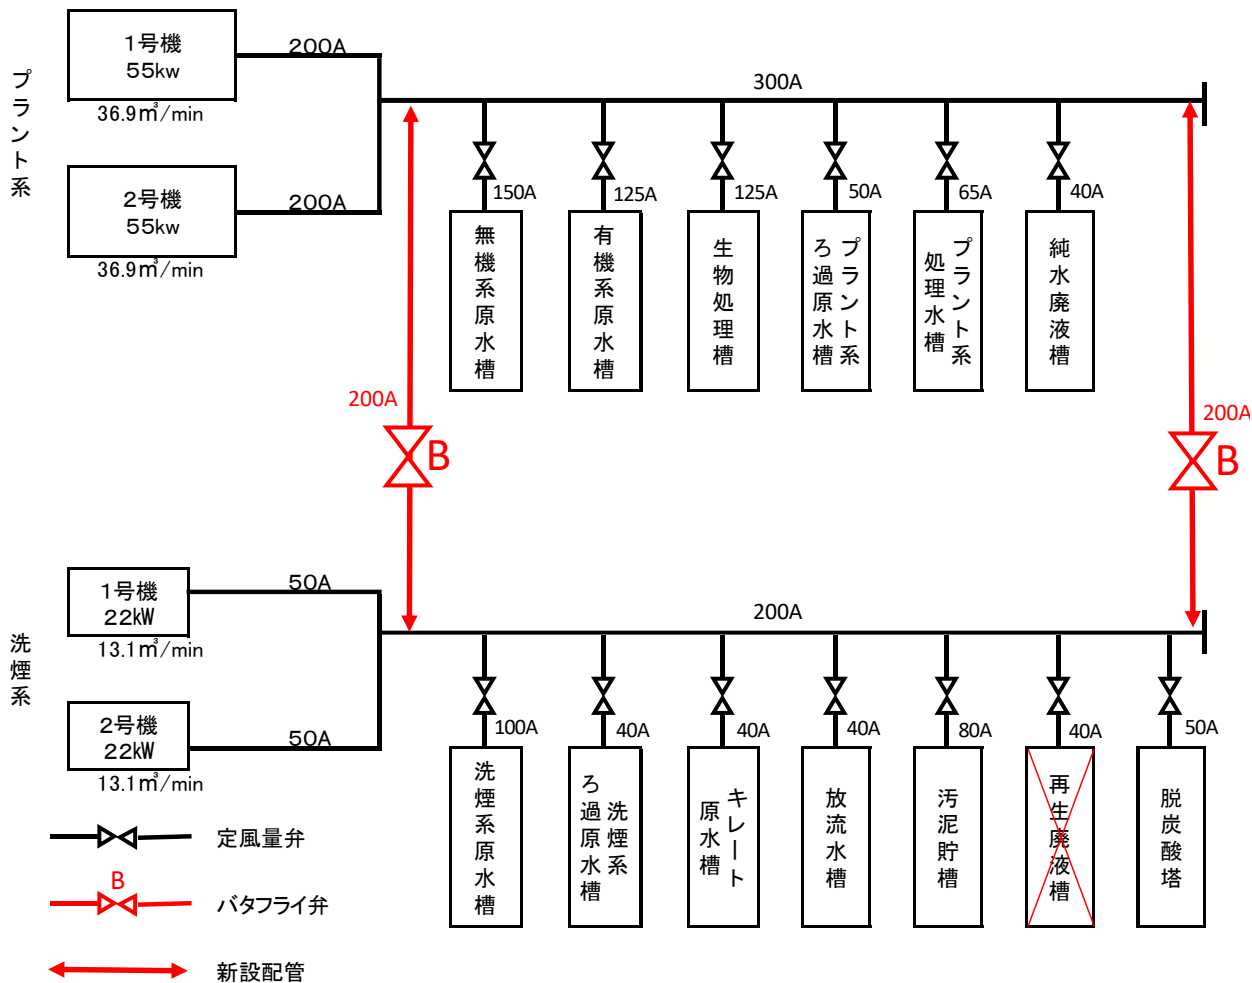 プラント系
1号機
55kw
36.9㎥/min
200A
2号機
55kw
36.9㎥/min
200A
300A
150A
無機系原水槽
125A
有機系原水槽
125A
生物処理槽
50A
プラント系
ろ過原水槽
65A
プラント系
処理水槽
40A
純水廃液槽
200A
B
200A
B
洗煙系
1号機
22kW
13.1㎥/min
50A
2号機
22kW
13.1㎥/min
50A
200A
100A
洗煙系原水槽
40A
洗煙系
ろ過原水槽
40A
キレート
原水槽
40A
放流水槽
80A
汚泥貯槽
40A
再生廃液槽
50A
脱炭酸塔
定風量弁
B
バタフライ弁
新設配管